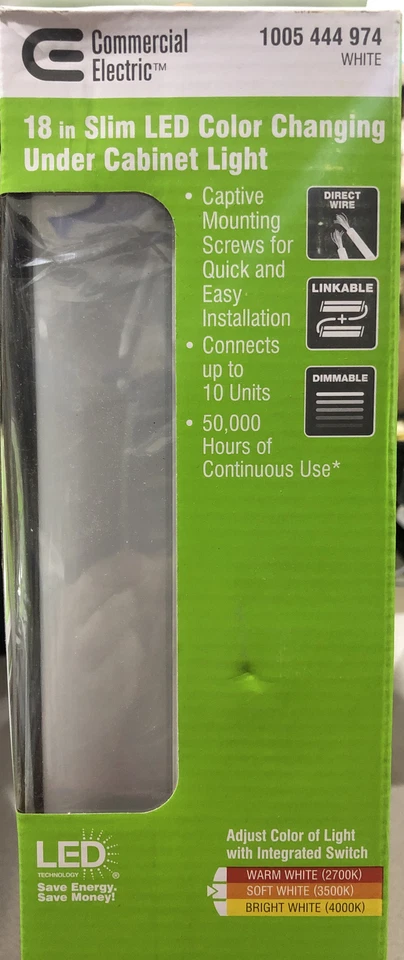 Commercial
Electric™
1005 444 974
WHITE
18 in Slim LED Color Changing
Under Cabinet Light
• Captive
Mounting
Screws for
Quick and
Easy
Installation
• Connects
up to
10 Units
• 50,000
Hours of
Continuous Use*
DIRECT
WIRE
LINKABLE
DIMMABLE
LED
TECHNOLOGY ®
Save Energy.
Save Money!
Adjust Color of Light
with Integrated Switch
WARM WHITE (2700K)
SOFT WHITE (3500K)
BRIGHT WHITE (4000K)